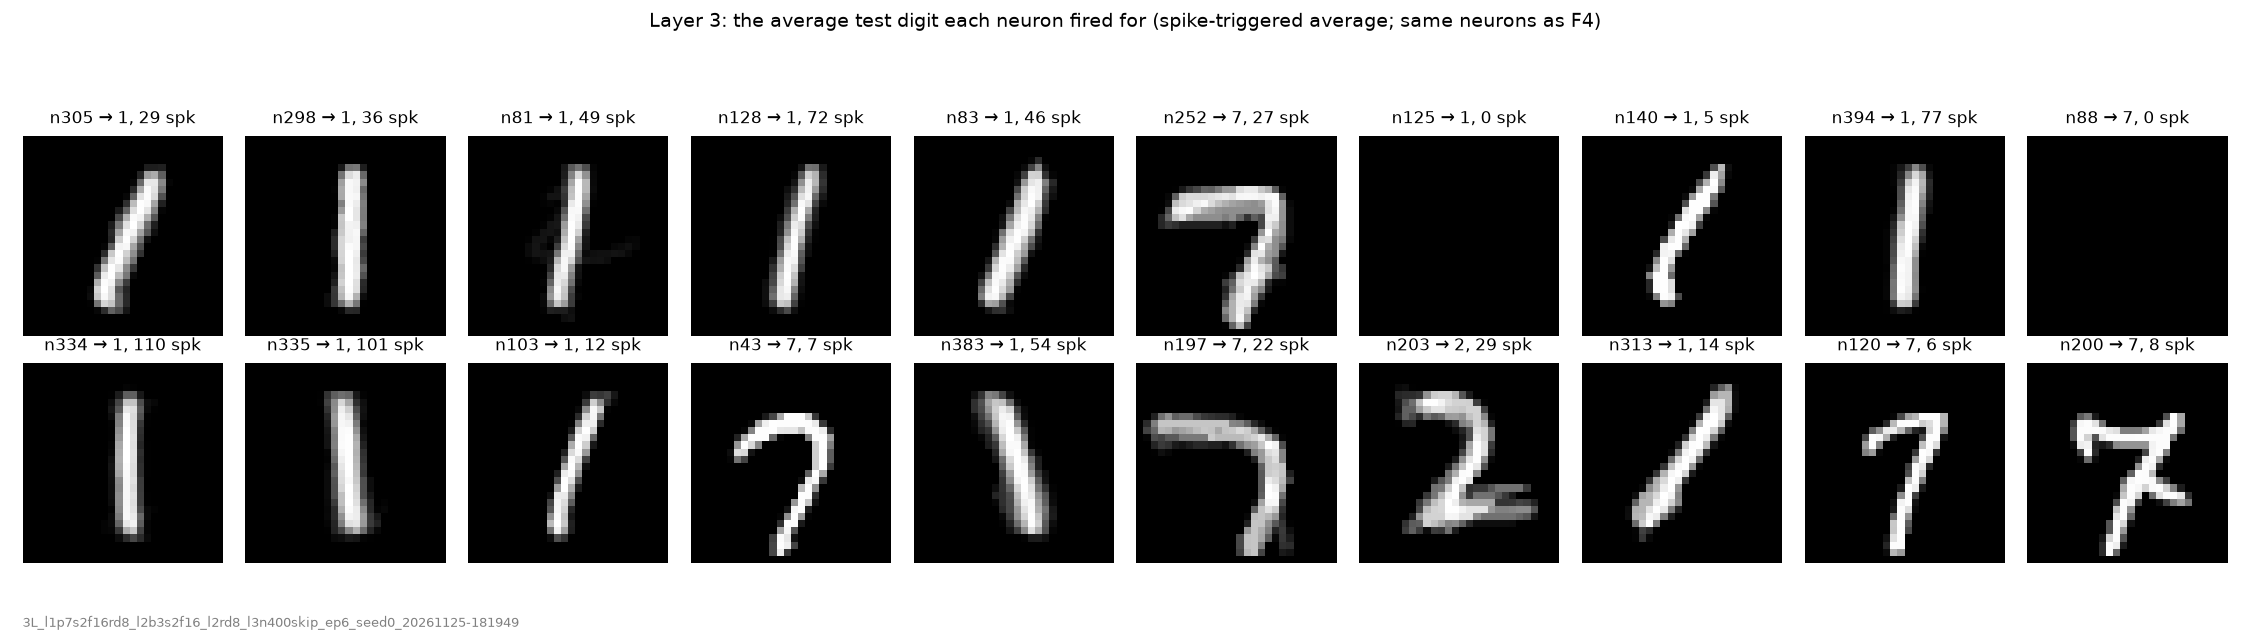 Layer 3: the average test digit each neuron fired for (spike-triggered average; same neurons as F4)
n305 → 1, 29 spk n298 → 1, 36 spk n81 → 1, 49 spk n128 → 1, 72 spk n83 → 1, 46 spk n252 → 7, 27 spk n125 → 1, 0 spk n140 → 1, 5 spk n394 → 1, 77 spk n88 → 7, 0 spk
n334 → 1, 110 spk n335 → 1, 101 spk n103 → 1, 12 spk n43 → 7, 7 spk n383 → 1, 54 spk n197 → 7, 22 spk n203 → 2, 29 spk n313 → 1, 14 spk n120 → 7, 6 spk n200 → 7, 8 spk
3L_l1p7s2f16rd8_l2b3s2f16_l2rd8_l3n400skip_ep6_seed0_20261125-181949